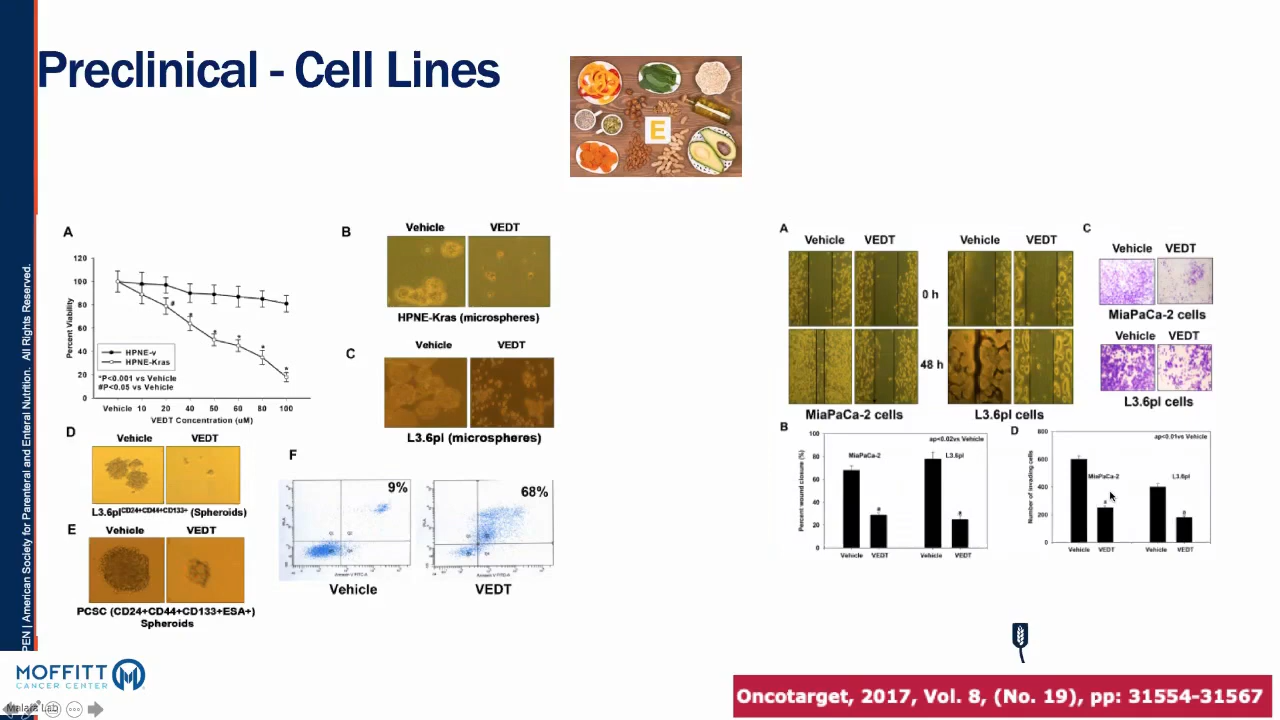 Preclinical - Cell Lines
E
PEN | American Society for Parenteral and Enteral Nutrition. All Rights Reserved.
A
120
100
80
60
40
20
0
Percent Viability
HPNE-v
HPNE-Kras
*P<0.001 vs Vehicle
#P<0.05 vs Vehicle
Vehicle 10 20 40 50 60 80 100
VEDT Concentration (uM)
B
Vehicle VEDT
HPNE-Kras (microspheres)
C
Vehicle VEDT
L3.6pl (microspheres)
D
Vehicle VEDT
L3.6plCD24+CD44+CD133+ (Spheroids)
E
Vehicle VEDT
PCSC (CD24+CD44+CD133+ESA+)
Spheroids
F
9%
68%
Vehicle VEDT
A
Vehicle VEDT Vehicle VEDT
0 h
48 h
MiaPaCa-2 cells L3.6pl cells
B
100
80
60
40
20
0
Percent wound closure (%)
ap<0.02vs Vehicle
MiaPaCa-2 L3.6pl
a a
Vehicle VEDT Vehicle VEDT
C
Vehicle VEDT
MiaPaCa-2 cells
Vehicle VEDT
L3.6pl cells
D
800
600
400
200
0
Number of invading cells
ap<0.01vs Vehicle
MiaPaCa-2 L3.6pl
a a
Vehicle VEDT Vehicle VEDT
MOFFITT
CANCER CENTER
Malafa Lab
Oncotarget, 2017, Vol. 8, (No. 19), pp: 31554-31567